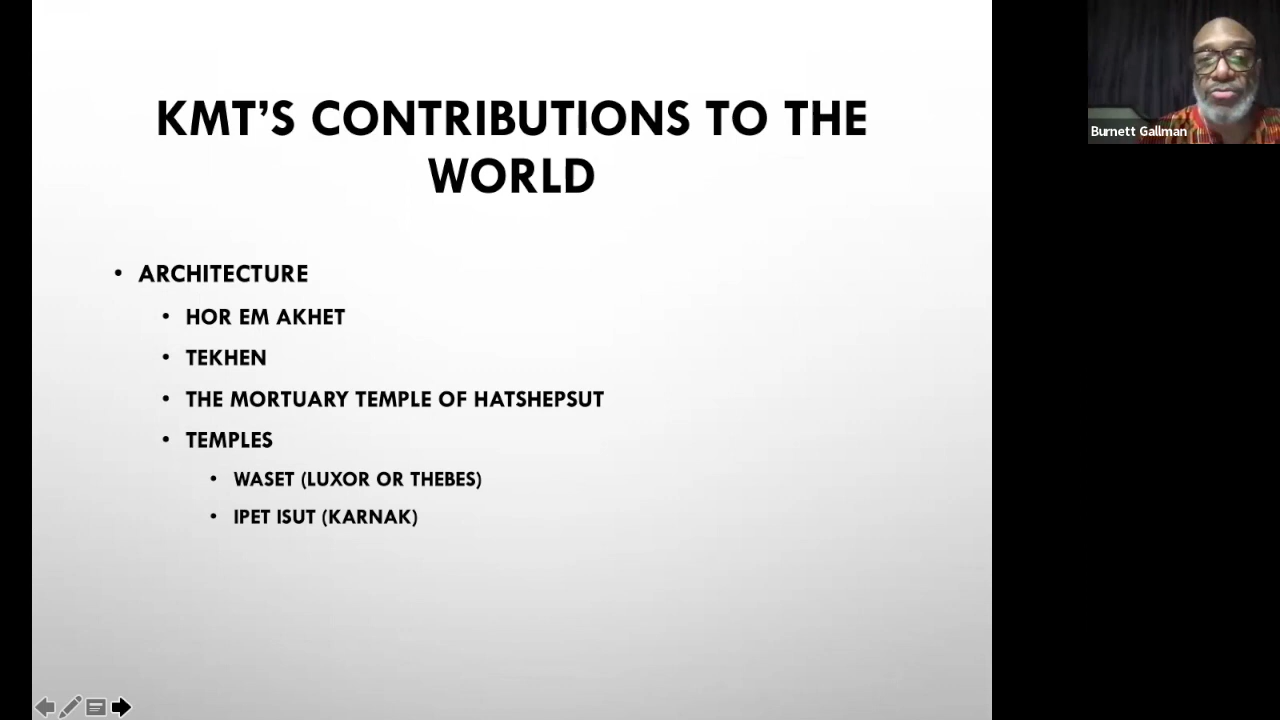 KMT'S CONTRIBUTIONS TO THE
WORLD
• ARCHITECTURE
• HOR EM AKHET
• TEKHEN
• THE MORTUARY TEMPLE OF HATSHEPSUT
• TEMPLES
• WASET (LUXOR OR THEBES)
• IPET ISUT (KARNAK)
Burnett Gallman